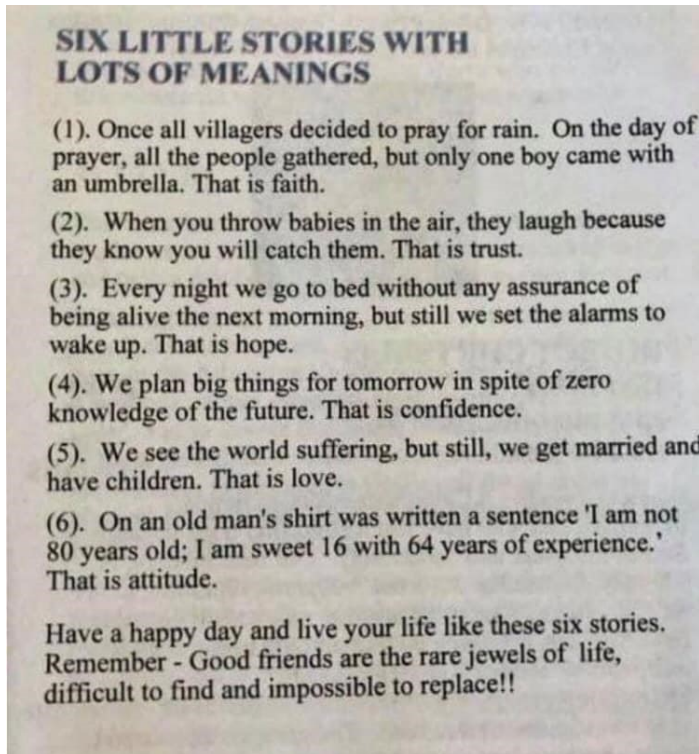 SIX LITTLE STORIES WITH
LOTS OF MEANINGS
(1). Once all villagers decided to pray for rain. On the day of
prayer, all the people gathered, but only one boy came with
an umbrella. That is faith.
(2). When you throw babies in the air, they laugh because
they know you will catch them. That is trust.
(3). Every night we go to bed without any assurance of
being alive the next morning, but still we set the alarms to
wake up. That is hope.
(4). We plan big things for tomorrow in spite of zero
knowledge of the future. That is confidence.
(5). We see the world suffering, but still, we get married and
have children. That is love.
(6). On an old man's shirt was written a sentence 'I am not
80 years old; I am sweet 16 with 64 years of experience.'
That is attitude.
Have a happy day and live your life like these six stories.
Remember - Good friends are the rare jewels of life,
difficult to find and impossible to replace!!